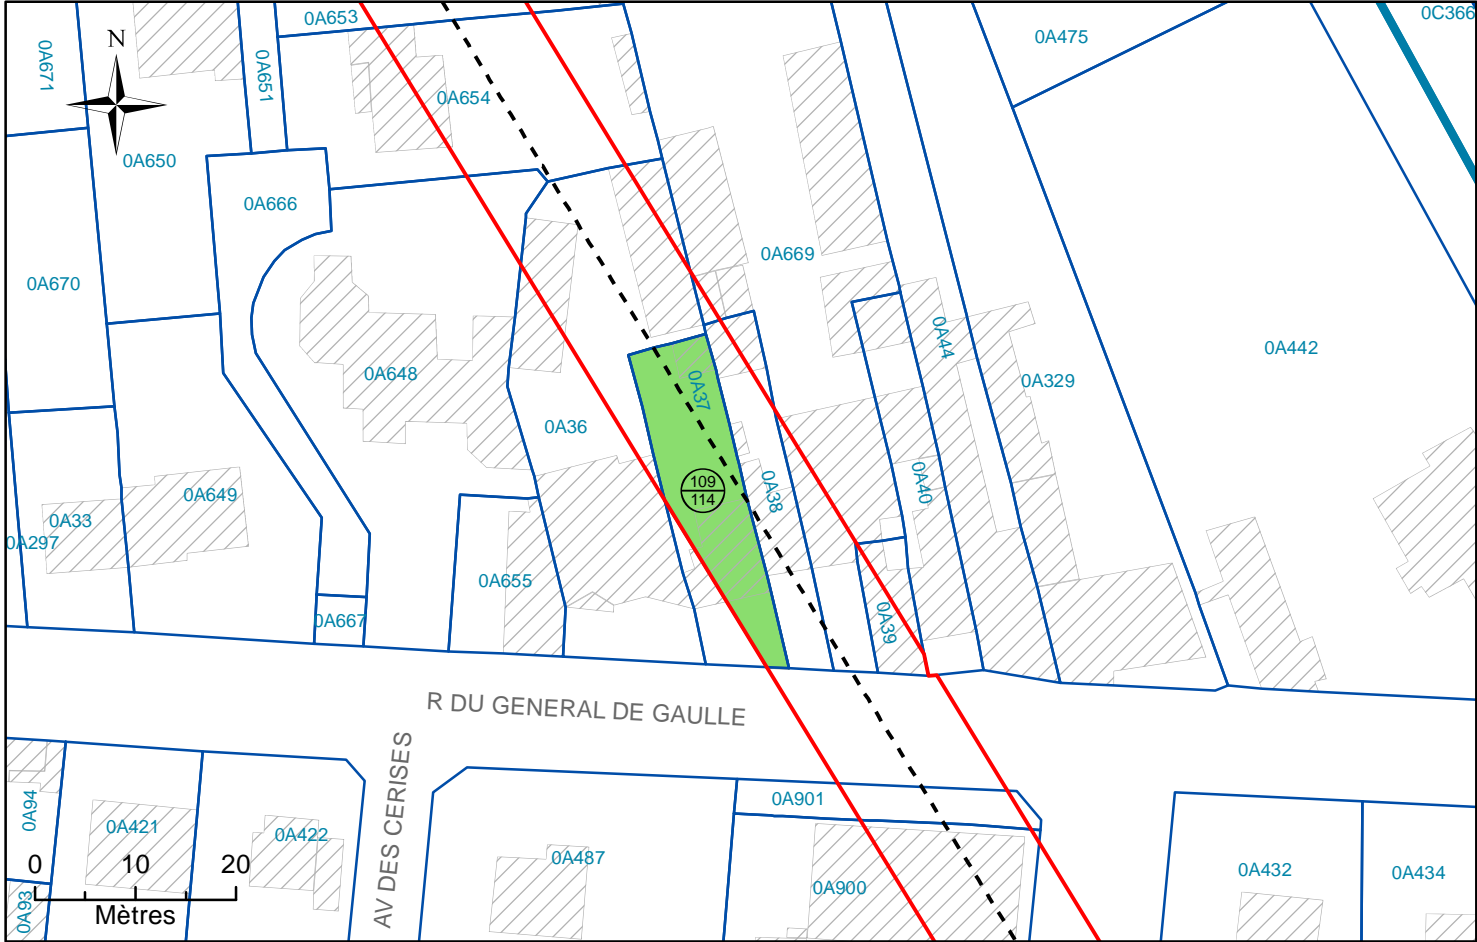 0A653
0C366
0A475
N
0A671
0A651
0A654
0A650
0A666
0A669
0A670
0A44
0A442
0A648
0A329
0A37
0A36
109
114
0A38
0A40
0A649
0A33
0A297
0A655
0A667
0A39
R DU GENERAL DE GAULLE
AV DES CERISES
0A901
0A94
0A421
0A422
0A487
0A900
0A432
0A434
0A93
0 10 20
Mètres